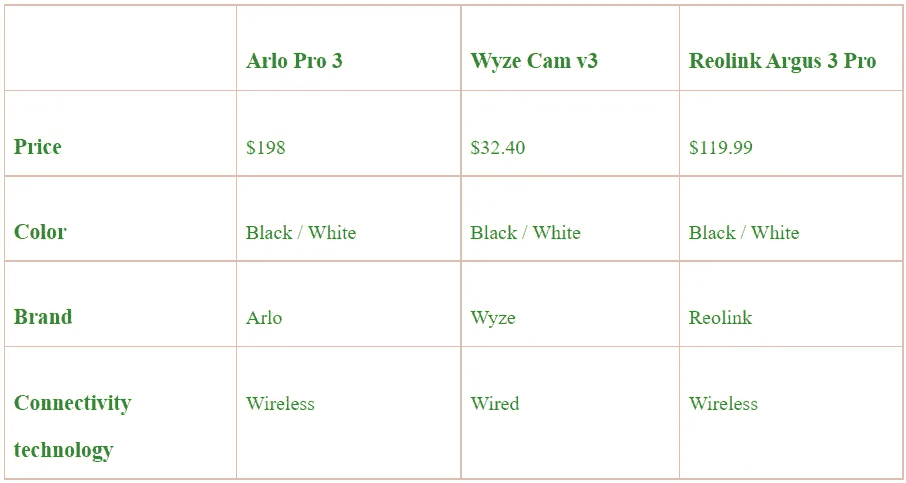 Arlo Pro 3 Wyze Cam v3 Reolink Argus 3 Pro
Price $198 $32.40 $119.99
Color Black / White Black / White Black / White
Brand Arlo Wyze Reolink
Connectivity Wireless Wired Wireless
technology